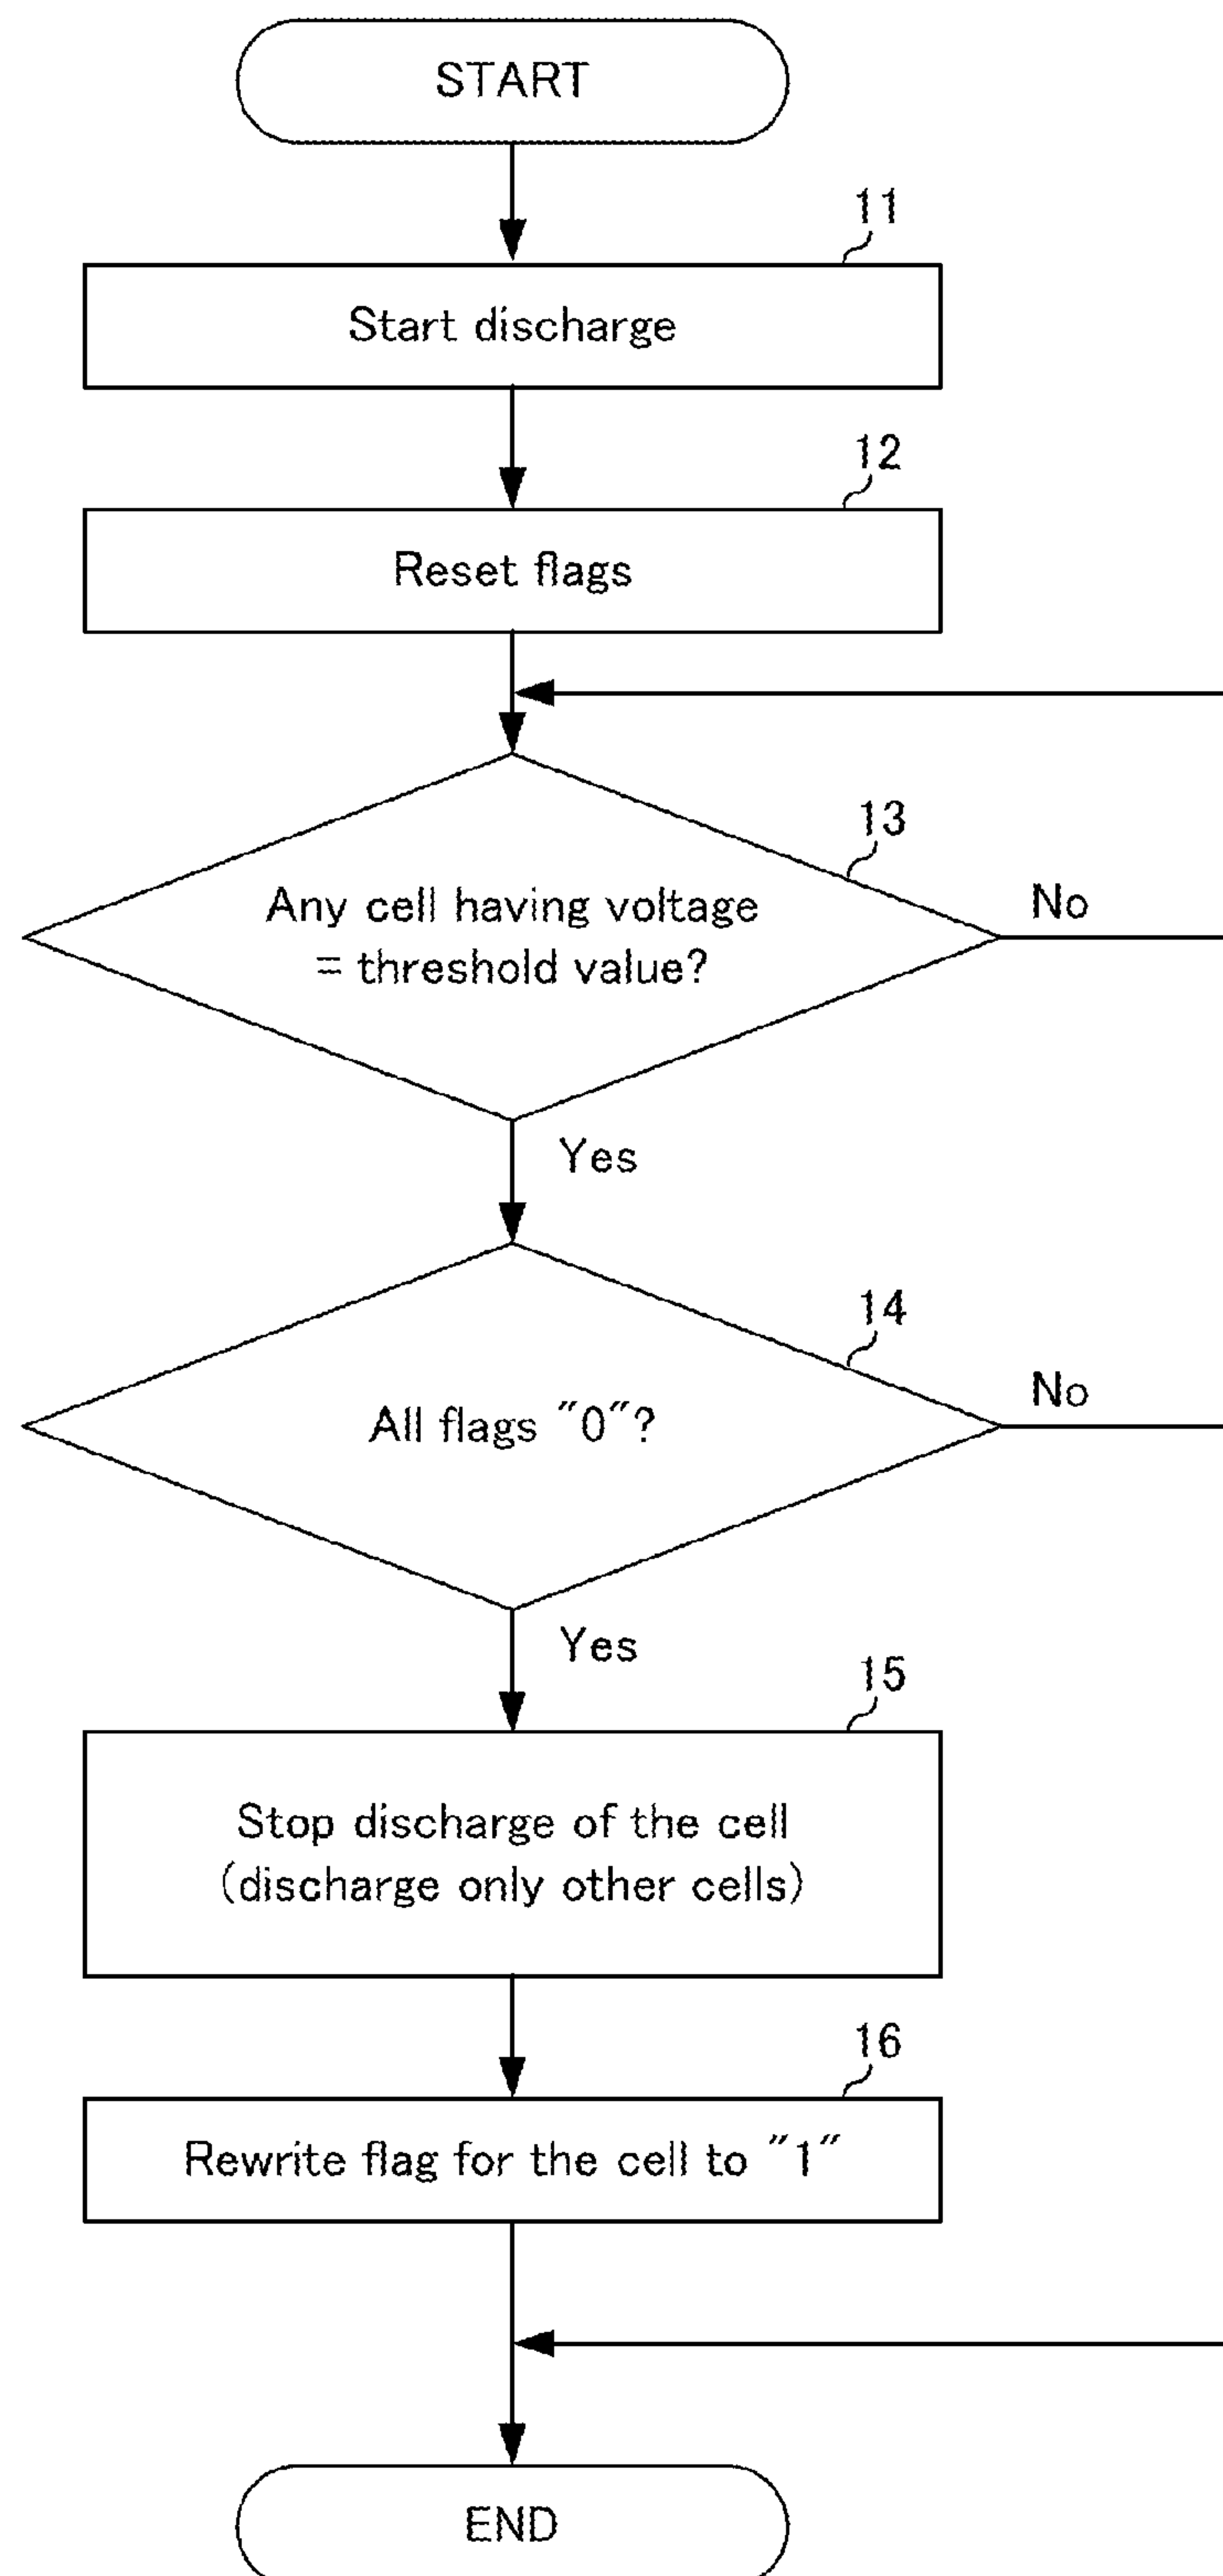 START
11
Start discharge
12
Reset flags
13
Any cell having voltage
= threshold value?
No
Yes
14
All flags "0"?
No
Yes
15
Stop discharge of the cell
(discharge only other cells)
16
Rewrite flag for the cell to "1"
END